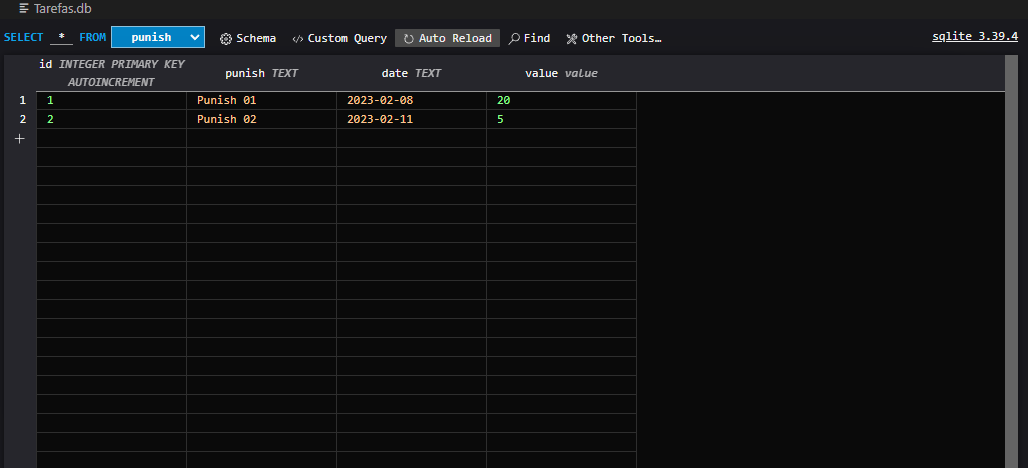 Tarefas.db
SELECT * FROM punish Schema Custom Query Auto Reload Find Other Tools… sqlite 3.39.4
id INTEGER PRIMARY KEY AUTOINCREMENT punish TEXT date TEXT value value
1 1 Punish 01 2023-02-08 20
2 2 Punish 02 2023-02-11 5
+